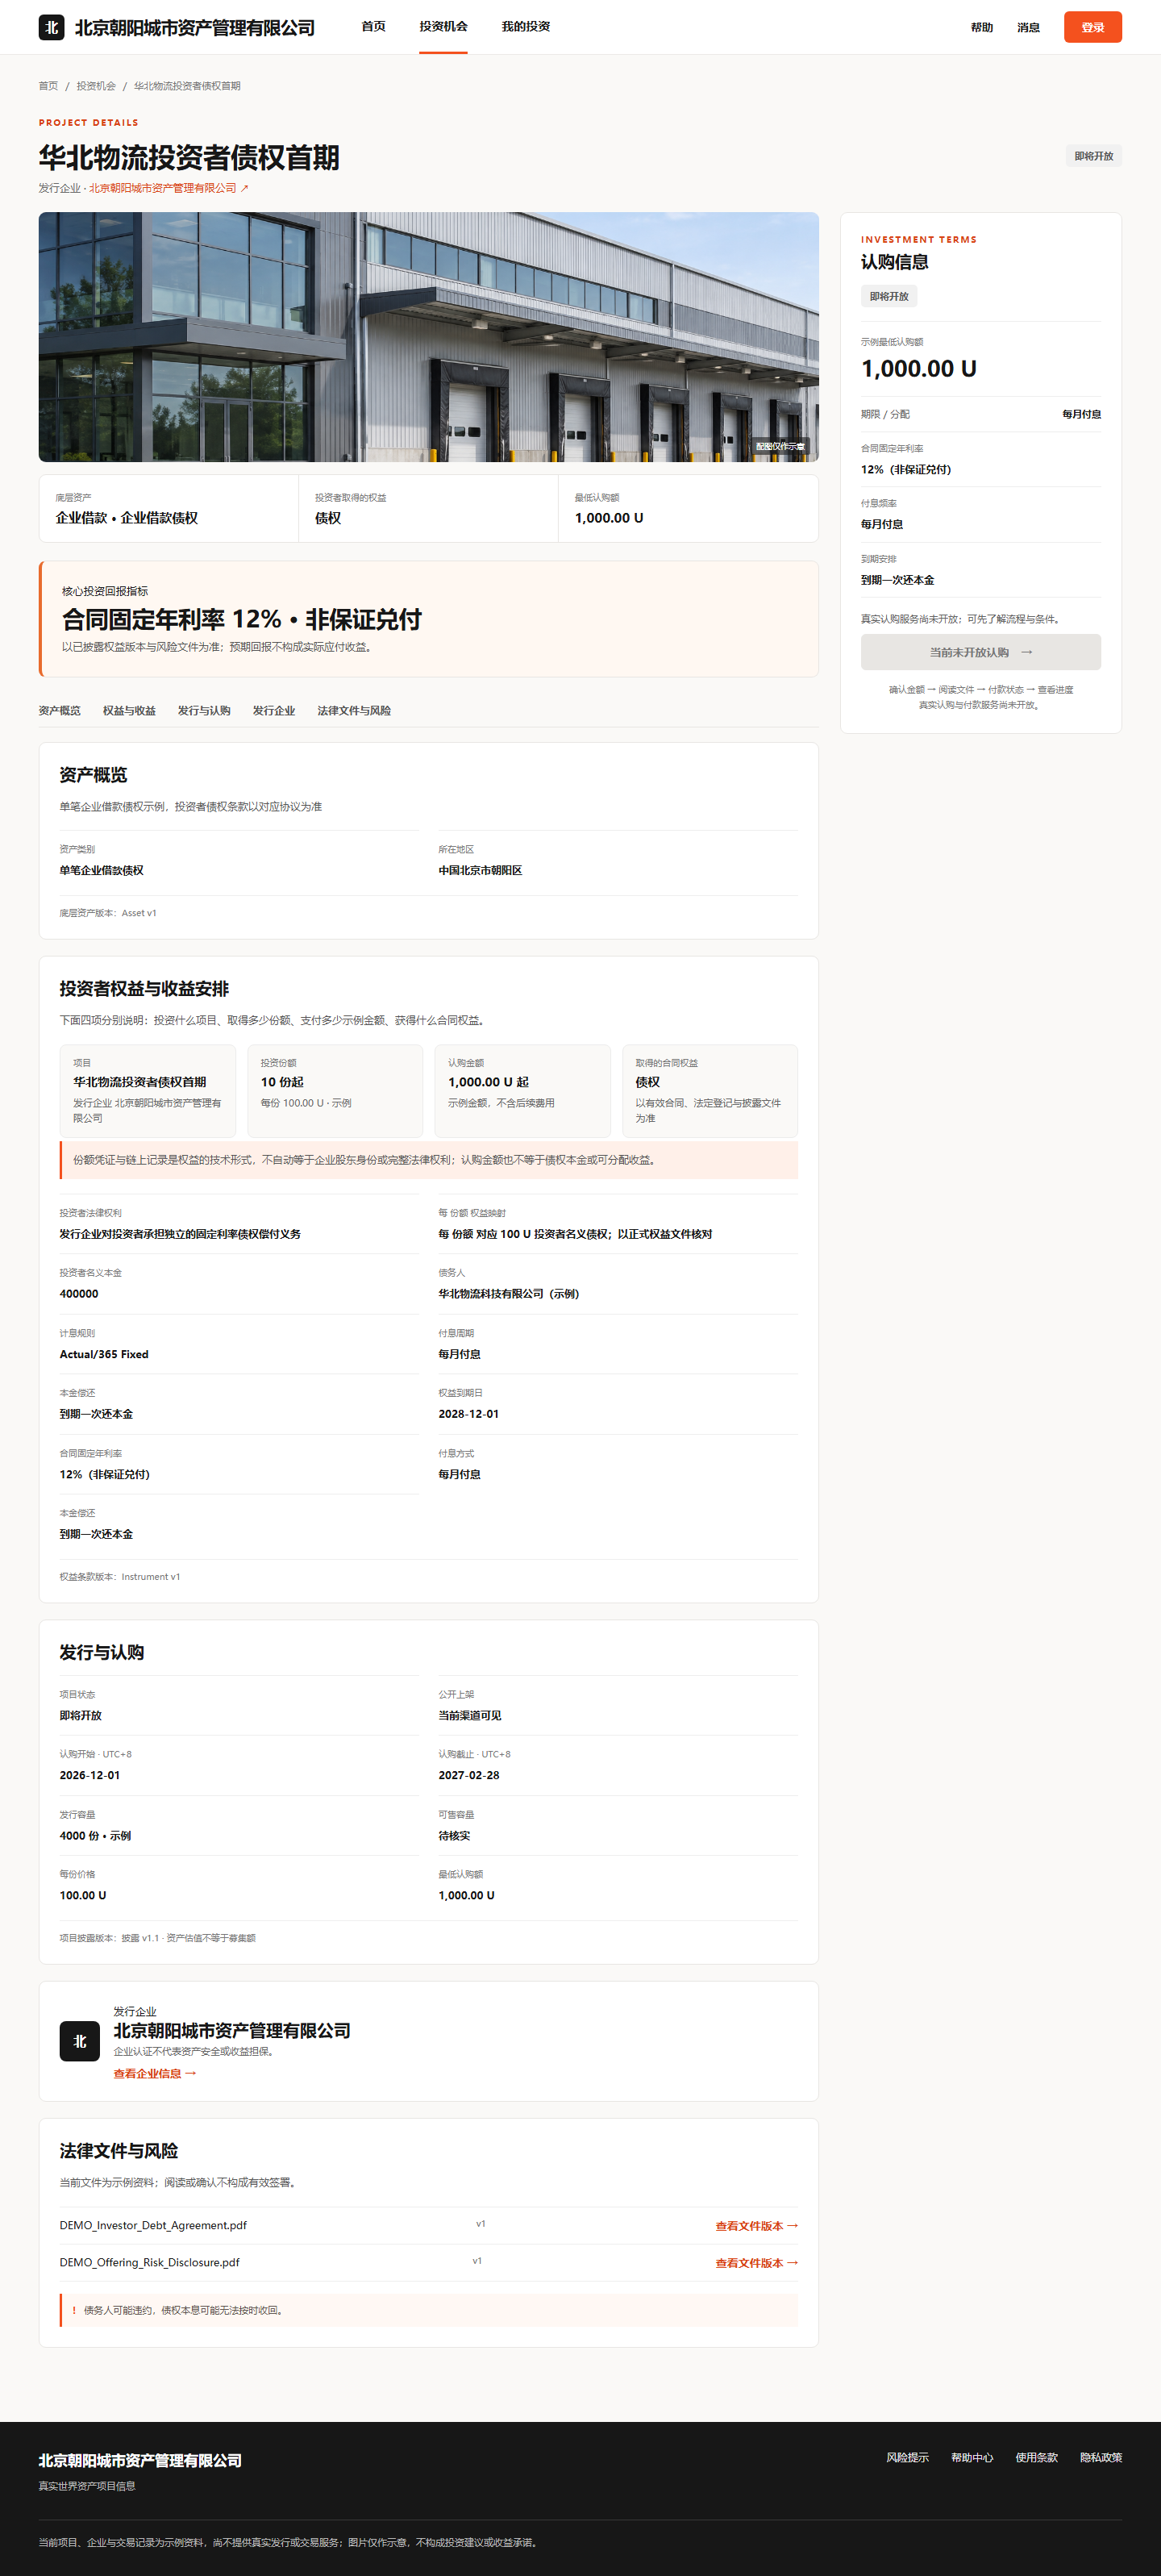 北 北京朝阳城市资产管理有限公司 首页 投资机会 我的投资 帮助 消息 登录
首页 / 投资机会 / 华北物流投资者债权首期
PROJECT DETAILS
华北物流投资者债权首期
即将开放
发行企业 · 北京朝阳城市资产管理有限公司 ↗
配图仅作示意
底层资产
企业借款 • 企业借款债权
投资者取得的权益
债权
最低认购额
1,000.00 U
核心投资回报指标
合同固定年利率 12% • 非保证兑付
以已披露权益版本与风险文件为准；预期回报不构成实际应付收益。
INVESTMENT TERMS
认购信息
即将开放
示例最低认购额
1,000.00 U
期限 / 分配 每月付息
合同固定年利率
12%（非保证兑付）
付息频率
每月付息
到期安排
到期一次还本金
真实认购服务尚未开放；可先了解流程与条件。
当前未开放认购 →
确认金额 → 阅读文件 → 付款状态 → 查看进度
真实认购与付款服务尚未开放。
资产概览 权益与收益 发行与认购 发行企业 法律文件与风险
资产概览
单笔企业借款债权示例，投资者债权条款以对应协议为准
资产类别
单笔企业借款债权
所在地区
中国北京市朝阳区
底层资产版本：Asset v1
投资者权益与收益安排
下面四项分别说明：投资什么项目、取得多少份额、支付多少示例金额、获得什么合同权益。
项目
华北物流投资者债权首期
发行企业 北京朝阳城市资产管理有
限公司
投资份额
10 份起
每份 100.00 U · 示例
认购金额
1,000.00 U 起
示例金额，不含后续费用
取得的合同权益
债权
以有效合同、法定登记与披露文件
为准
份额凭证与链上记录是权益的技术形式，不自动等于企业股东身份或完整法律权利；认购金额也不等于债权本金或可分配收益。
投资者法律权利
发行企业对投资者承担独立的固定利率债权偿付义务
每 份额 权益映射
每 份额 对应 100 U 投资者名义债权；以正式权益文件核对
投资者名义本金
400000
债务人
华北物流科技有限公司（示例）
计息规则
Actual/365 Fixed
付息周期
每月付息
本金偿还
到期一次还本金
权益到期日
2028-12-01
合同固定年利率
12%（非保证兑付）
付息方式
每月付息
本金偿还
到期一次还本金
权益条款版本：Instrument v1
发行与认购
项目状态
即将开放
公开上架
当前渠道可见
认购开始 · UTC+8
2026-12-01
认购截止 · UTC+8
2027-02-28
发行容量
4000 份 • 示例
可售容量
待核实
每份价格
100.00 U
最低认购额
1,000.00 U
项目披露版本：披露 v1.1 · 资产估值不等于募集额
北
发行企业
北京朝阳城市资产管理有限公司
企业认证不代表资产安全或收益担保。
查看企业信息 →
法律文件与风险
当前文件为示例资料；阅读或确认不构成有效签署。
DEMO_Investor_Debt_Agreement.pdf v1 查看文件版本 →
DEMO_Offering_Risk_Disclosure.pdf v1 查看文件版本 →
! 债务人可能违约，债权本息可能无法按时收回。
北京朝阳城市资产管理有限公司
真实世界资产项目信息
风险提示 帮助中心 使用条款 隐私政策
当前项目、企业与交易记录为示例资料，尚不提供真实发行或交易服务；图片仅作示意，不构成投资建议或收益承诺。